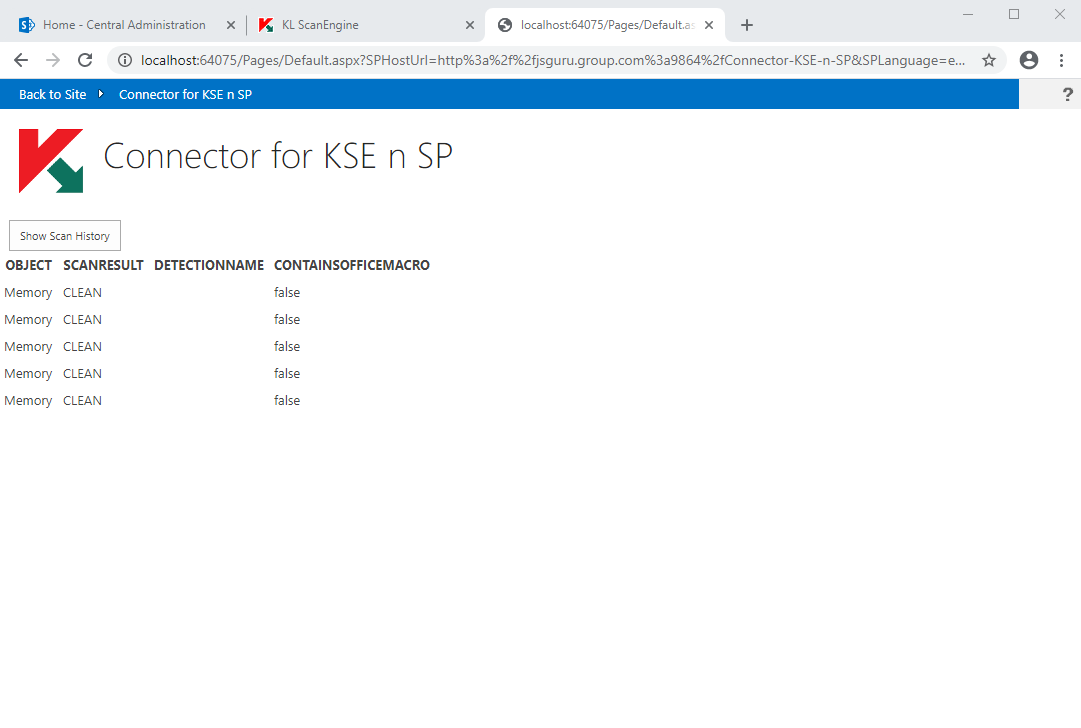 Home - Central Administration KL ScanEngine localhost:64075/Pages/Default.as
localhost:64075/Pages/Default.aspx?SPHostUrl=http%3a%2f%2fjsguru.group.com%3a9864%2fConnector-KSE-n-SP&SPLanguage=e...
Back to Site Connector for KSE n SP ?
Connector for KSE n SP
Show Scan History
OBJECT SCANRESULT DETECTIONNAME CONTAINSOFFICEMACRO
Memory CLEAN false
Memory CLEAN false
Memory CLEAN false
Memory CLEAN false
Memory CLEAN false